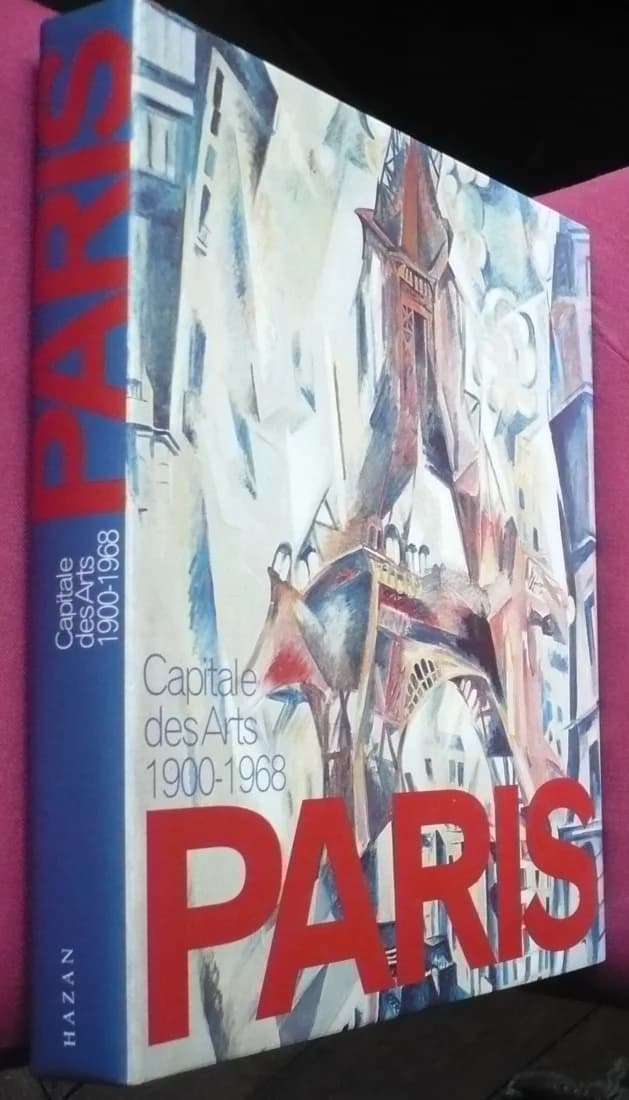 PARIS
Capitale
des Arts
1900-1968
HAZAN
Capitale
des Arts
1900-1968
PARIS